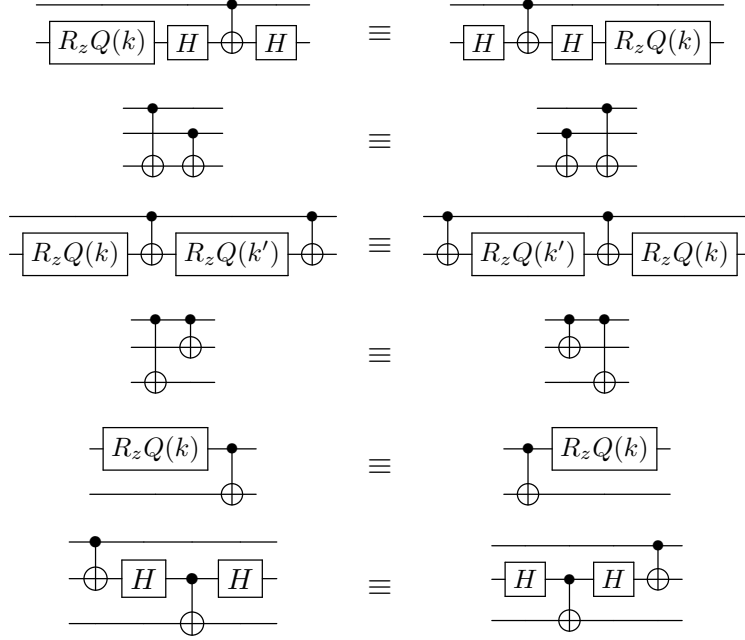 R_zQ(k) H H ≡ H H R_zQ(k)
≡
R_zQ(k) R_zQ(k′) ≡ R_zQ(k′) R_zQ(k)
≡
R_zQ(k) ≡ R_zQ(k)
H H ≡ H H